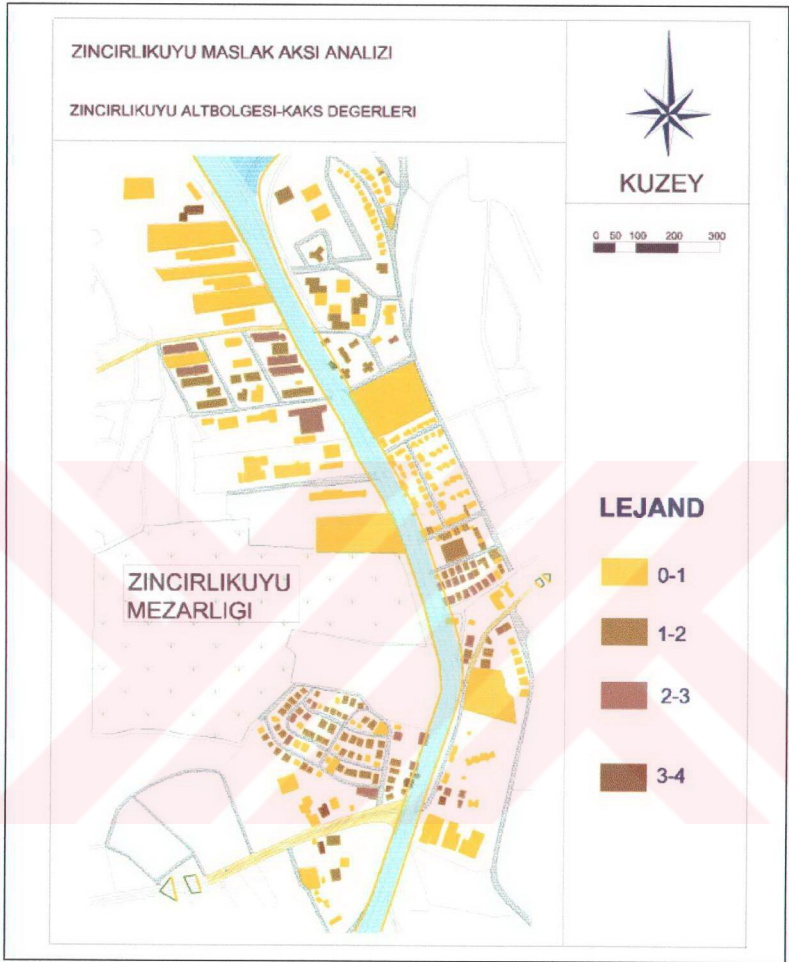 ZINCIRLIKUYU MASLAK AKSI ANALIZI
ZINCIRLIKUYU ALTBOLGESI-KAKS DEGERLERI
KUZEY
0 50 100 200 300
LEJAND
0-1
1-2
2-3
3-4
ZINCIRLIKUYU
MEZARLIGI